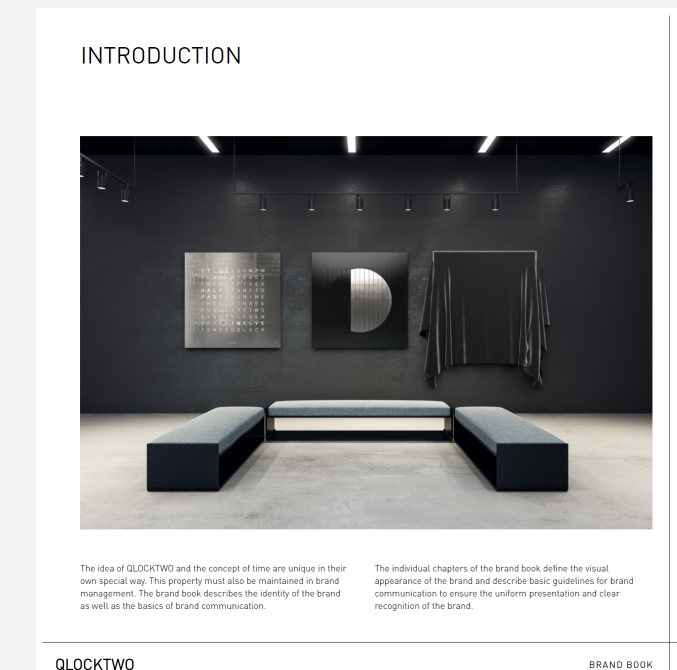 INTRODUCTION
The idea of QLOCKTWO and the concept of time are unique in their
own special way. This property must also be maintained in brand
management. The brand book describes the identity of the brand
as well as the basics of brand communication.
The individual chapters of the brand book define the visual
appearance of the brand and describe basic guidelines for brand
communication to ensure the uniform presentation and clear
recognition of the brand.
QLOCKTWO
BRAND BOOK